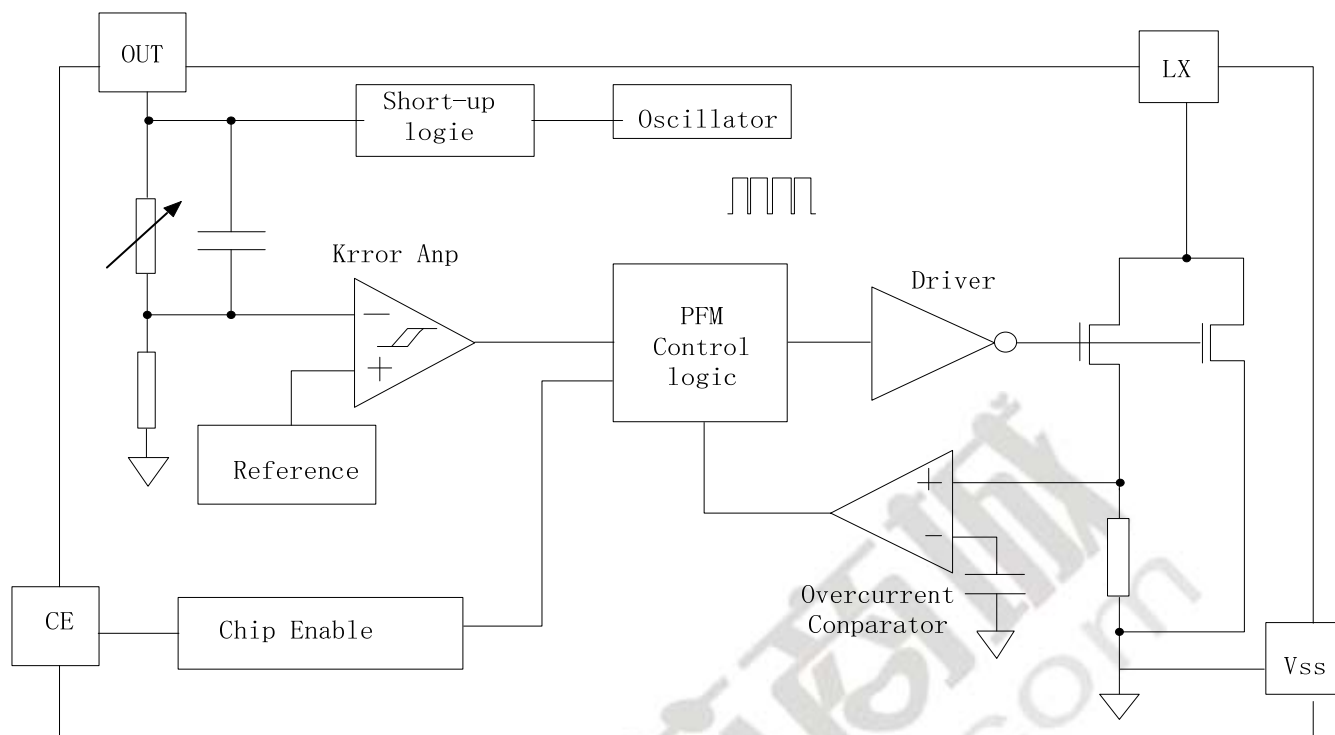 OUT
LX
Short-up
logie
Oscillator
Krror Anp
Driver
PFM
Control
logic
Reference
Overcurrent
Conparator
CE
Chip Enable
Vss
com